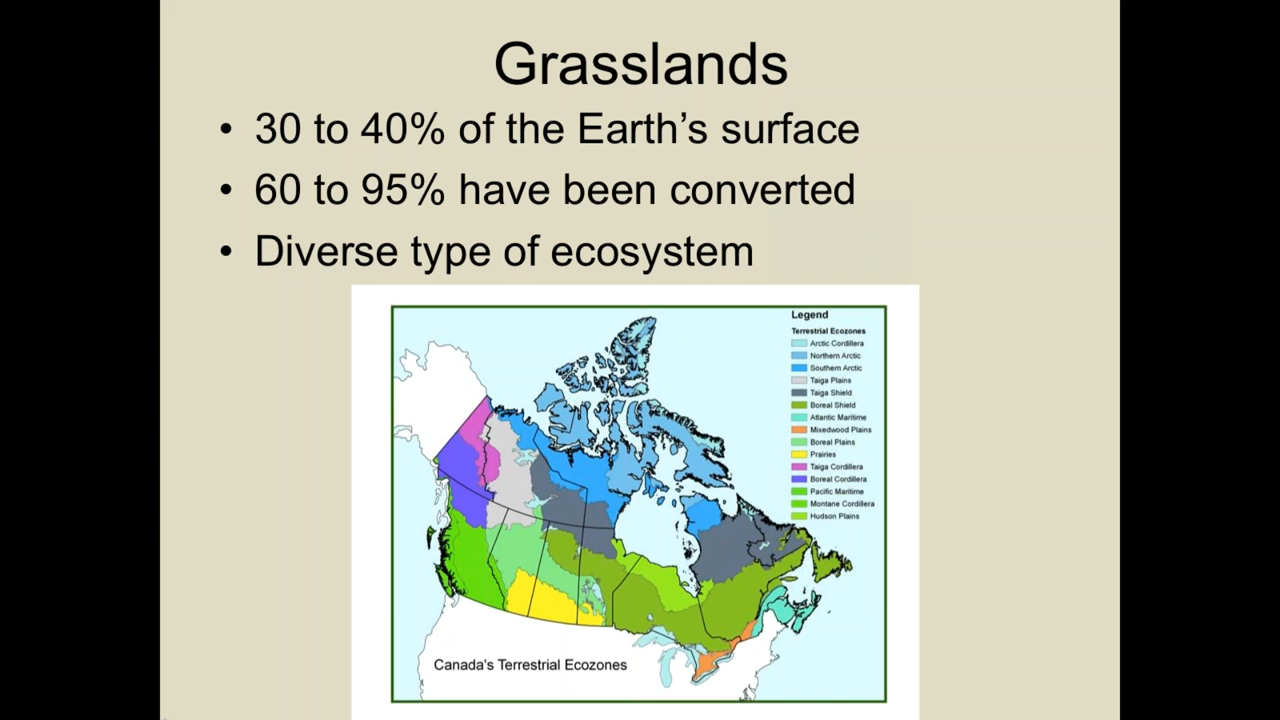 Grasslands
• 30 to 40% of the Earth's surface
• 60 to 95% have been converted
• Diverse type of ecosystem
Legend
Terrestrial Ecozones
Arctic Cordillera
Northern Arctic
Southern Arctic
Taiga Plains
Taiga Shield
Boreal Shield
Atlantic Maritime
Mixedwood Plains
Boreal Plains
Prairies
Taiga Cordillera
Boreal Cordillera
Pacific Maritime
Montane Cordillera
Hudson Plains
Canada's Terrestrial Ecozones